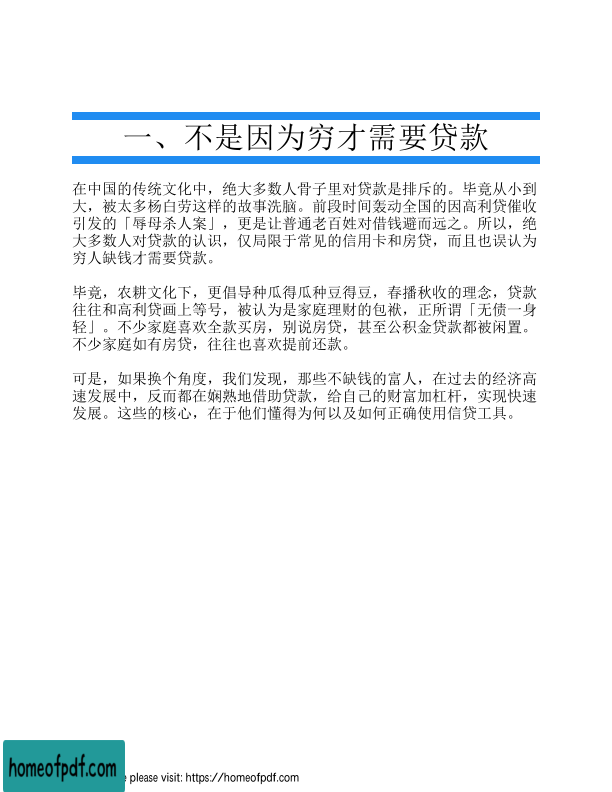 一、不是因为穷才需要贷款
在中国的传统文化中，绝大多数人骨子里对贷款是排斥的。毕竟从小到
大，被太多杨白劳这样的故事洗脑。前段时间轰动全国的因高利贷催收
引发的「辱母杀人案」，更是让普通老百姓对借钱避而远之。所以，绝
大多数人对贷款的认识，仅局限于常见的信用卡和房贷，而且也误认为
穷人缺钱才需要贷款。
毕竟，农耕文化下，更倡导种瓜得瓜种豆得豆，春播秋收的理念，贷款
往往和高利贷画上等号，被认为是家庭理财的包袱，正所谓「无债一身
轻」。不少家庭喜欢全款买房，别说房贷，甚至公积金贷款都被闲置。
不少家庭如有房贷，往往也喜欢提前还款。
可是，如果换个角度，我们发现，那些不缺钱的富人，在过去的经济高
速发展中，反而都在娴熟地借助贷款，给自己的财富加杠杆，实现快速
发展。这些的核心，在于他们懂得为何以及如何正确使用信贷工具。
homeofpdf.com
e please visit: https://homeofpdf.com